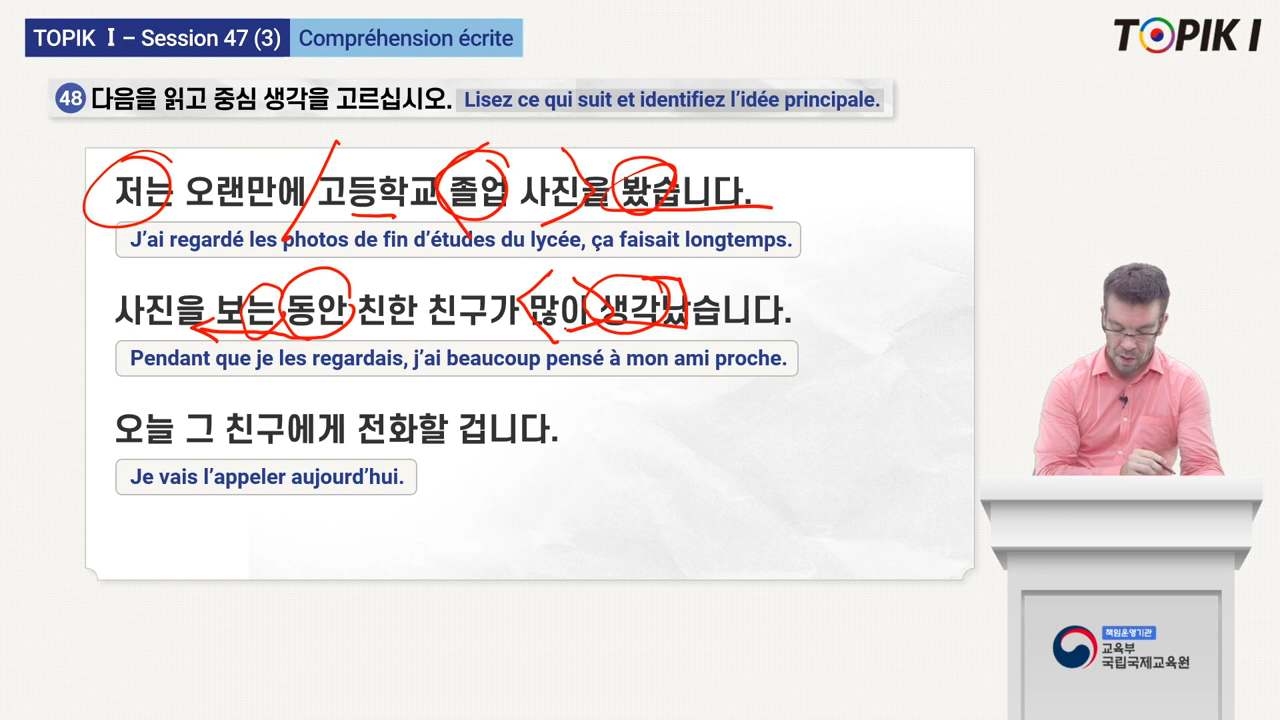 TOPIK Ⅰ – Session 47 (3) Compréhension écrite
TOPIK I
48 다음을 읽고 중심 생각을 고르십시오. Lisez ce qui suit et identifiez l’idée principale.
저는 오랜만에 고등학교 졸업 사진을 봤습니다.
J’ai regardé les photos de fin d’études du lycée, ça faisait longtemps.
사진을 보는 동안 친한 친구가 많이 생각났습니다.
Pendant que je les regardais, j’ai beaucoup pensé à mon ami proche.
오늘 그 친구에게 전화할 겁니다.
Je vais l’appeler aujourd’hui.
책임운영기관
교육부
국립국제교육원